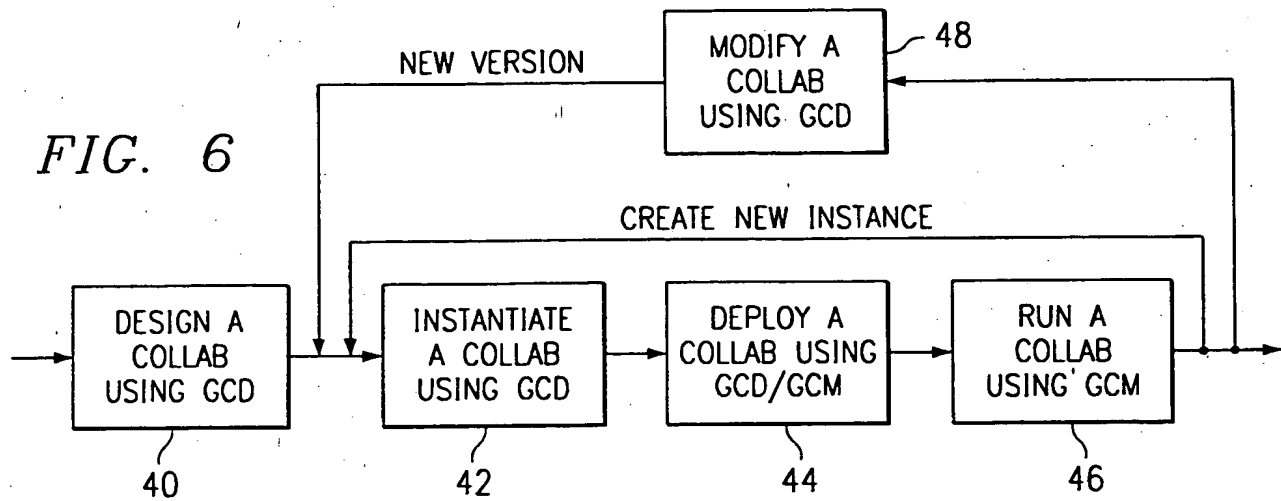 MODIFY A
COLLAB
USING GCD
48
NEW VERSION
FIG. 6
CREATE NEW INSTANCE
DESIGN A
COLLAB
USING GCD
40
INSTANTIATE
A COLLAB
USING GCD
42
DEPLOY A
COLLAB USING
GCD/GCM
44
RUN A
COLLAB
USING GCM
46